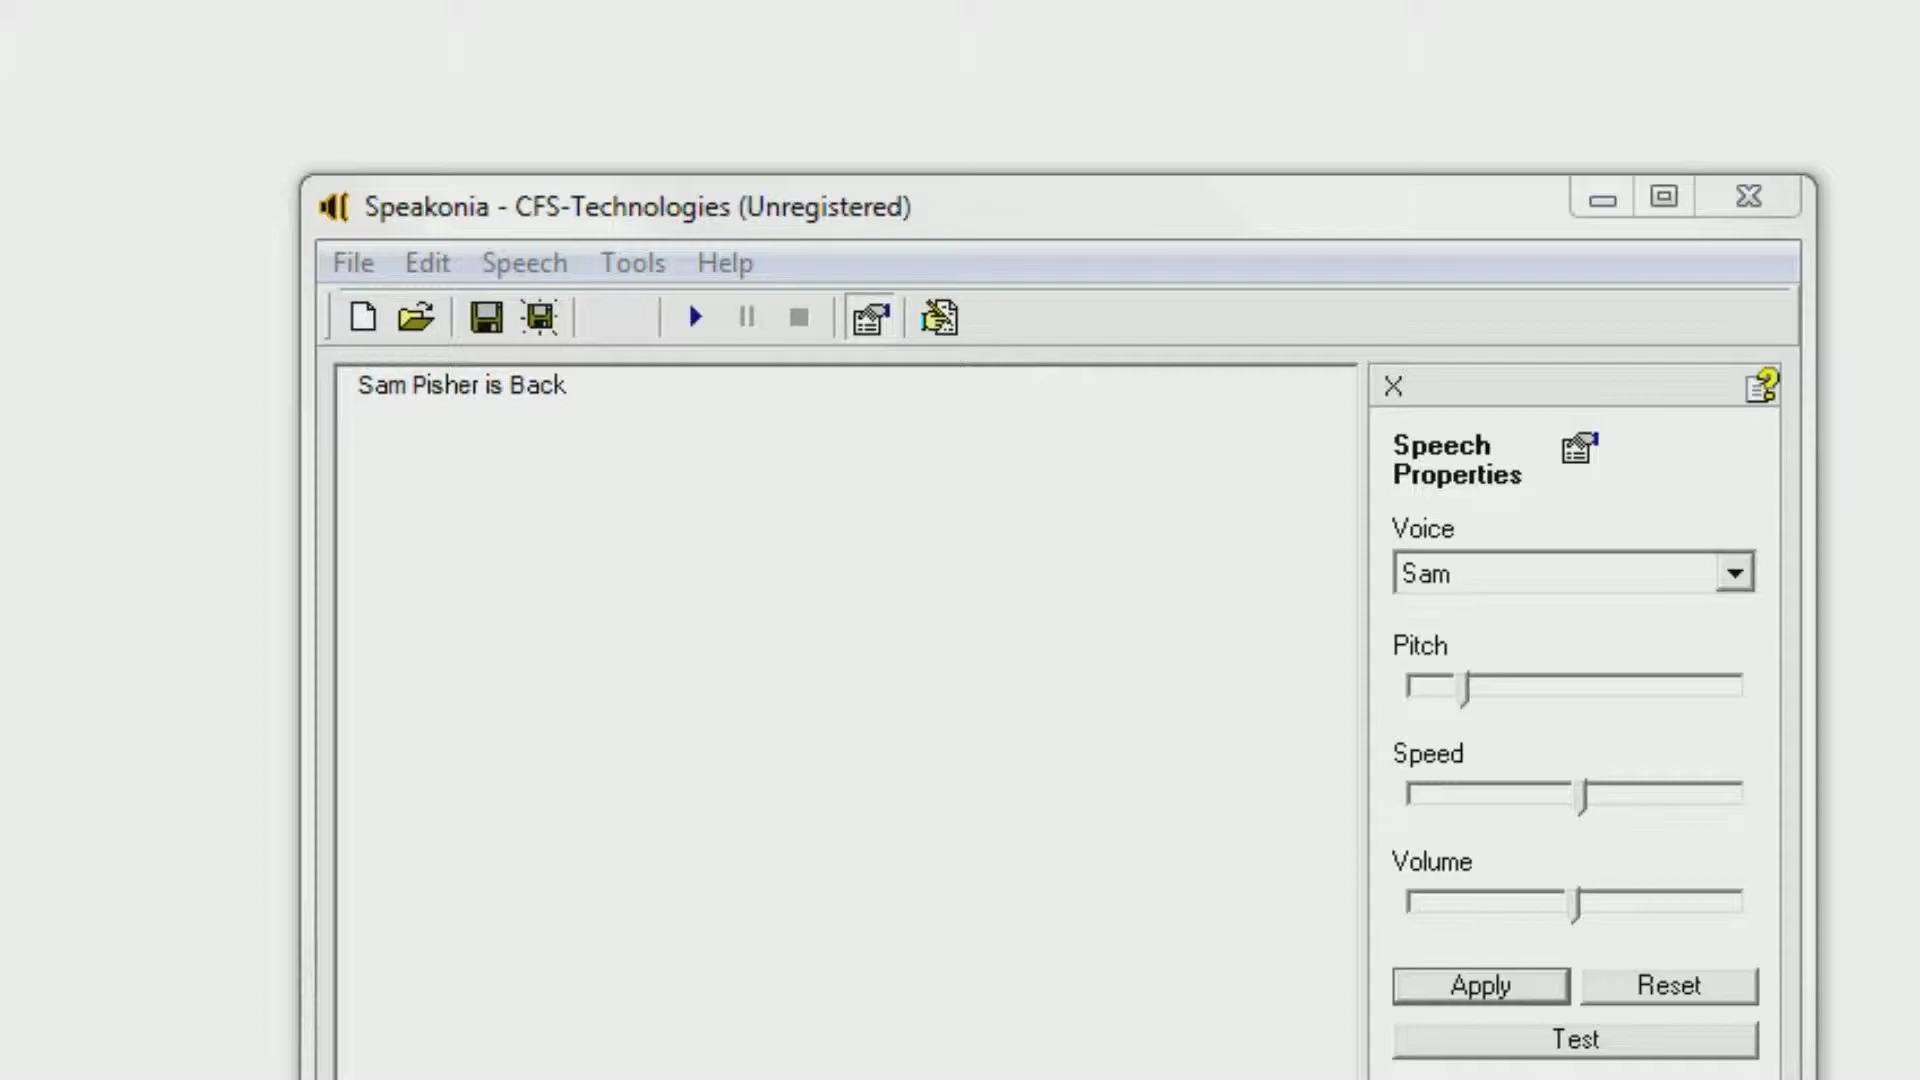 Speakonia - CFS-Technologies (Unregistered)
File Edit Speech Tools Help
Sam Pisher is Back
X
Speech
Properties
Voice
Sam
Pitch
Speed
Volume
Apply Reset
Test